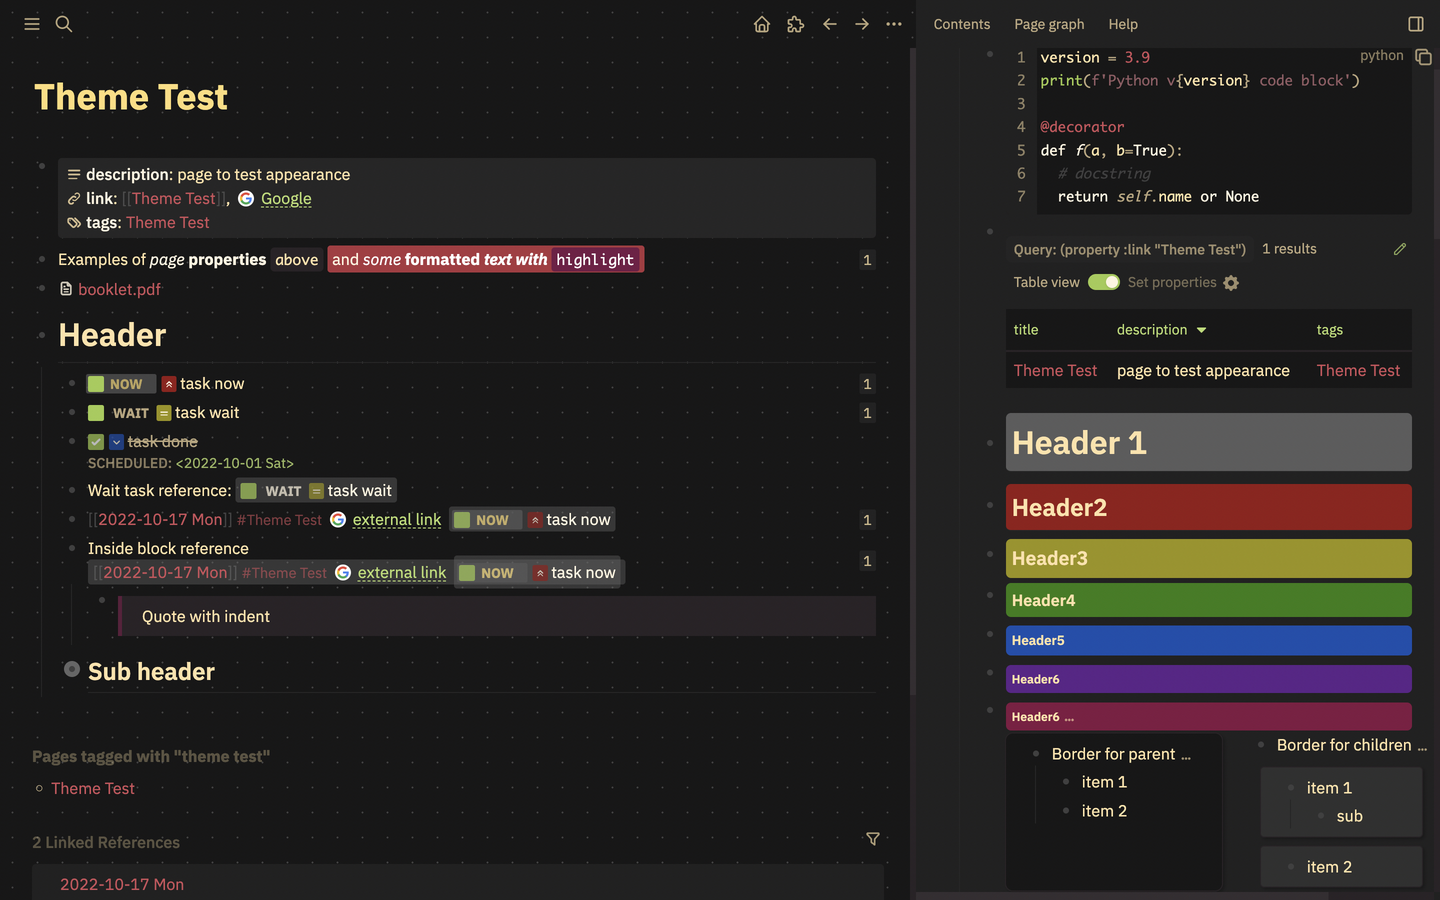 Theme Test
description: page to test appearance
link: [[Theme Test]], Google
tags: Theme Test
Examples of page properties above and some formatted text with highlight 1
booklet.pdf
Header
NOW task now 1
WAIT = task wait 1
task done
SCHEDULED: <2022-10-01 Sat>
Wait task reference: WAIT = task wait
[[2022-10-17 Mon]] #Theme Test external link NOW task now 1
Inside block reference
[[2022-10-17 Mon]] #Theme Test external link NOW task now 1
Quote with indent
Sub header
Pages tagged with "theme test"
Theme Test
2 Linked References
2022-10-17 Mon
Contents Page graph Help
python
1 version = 3.9
2 print(f'Python v{version} code block')
3
4 @decorator
5 def f(a, b=True):
6 # docstring
7 return self.name or None
Query: (property :link "Theme Test") 1 results
Table view Set properties
title description tags
Theme Test page to test appearance Theme Test
Header 1
Header2
Header3
Header4
Header5
Header6
Header6 ...
Border for parent ...
item 1
item 2
Border for children ...
item 1
sub
item 2